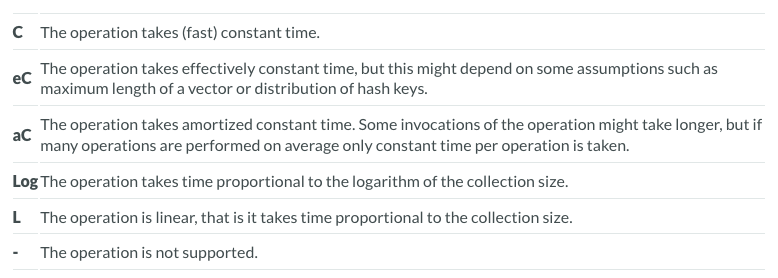 C The operation takes (fast) constant time.
eC The operation takes effectively constant time, but this might depend on some assumptions such as
maximum length of a vector or distribution of hash keys.
aC The operation takes amortized constant time. Some invocations of the operation might take longer, but if
many operations are performed on average only constant time per operation is taken.
Log The operation takes time proportional to the logarithm of the collection size.
L The operation is linear, that is it takes time proportional to the collection size.
- The operation is not supported.